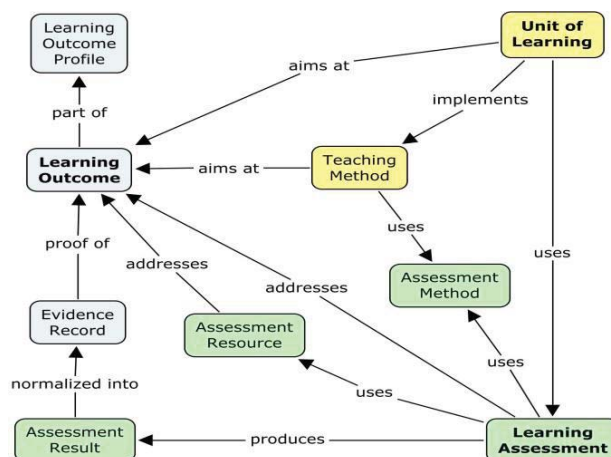 Learning
Outcome
Profile
Unit of
Learning
aims at
part of
implements
Learning
Outcome
aims at
Teaching
Method
proof of
uses
addresses
addresses
uses
Assessment
Method
Evidence
Record
Assessment
Resource
uses
normalized into
uses
Assessment
Result
produces
Learning
Assessment